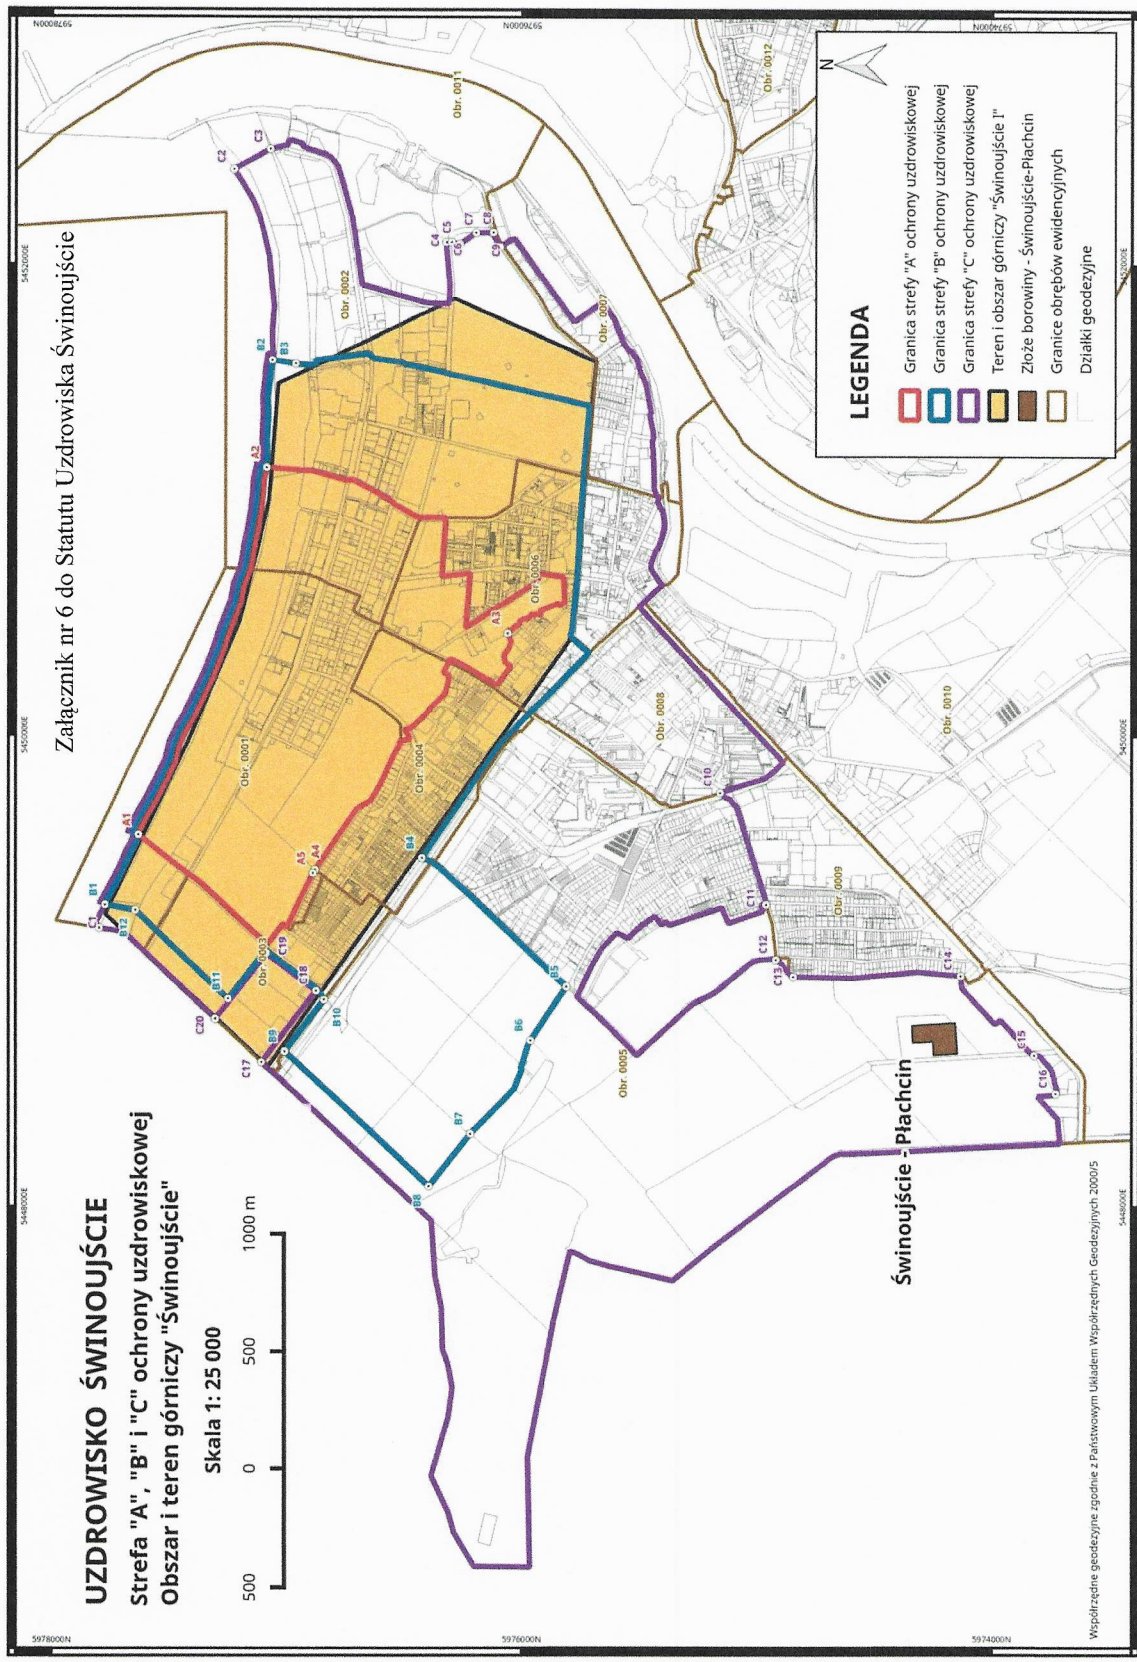 Załącznik nr 6 do Statutu Uzdrowiska Świnoujście
UZDROWISKO ŚWINOUJŚCIE
Strefa "A", "B" i "C" ochrony uzdrowiskowej
Obszar i teren górniczy "Świnoujście"
Skala 1: 25 000
500 0 500 1000 m
5448000E
5450000E
5452000E
5978000N
5976000N
5974000N
5978000N
5976000N
5974000N
5448000E
5450000E
5452000E
C1
B1
B12
A1
A2
B2
B3
C2
C3
C4
C5
C6
C7
C8
C9
A3
A4
A5
B4
B5
B6
B7
B8
B9
B10
B11
C10
C11
C12
C13
C14
C15
C16
C17
C18
C19
C20
Obr. 0001
Obr. 0002
Obr. 0003
Obr. 0004
Obr. 0005
Obr. 0006
Obr. 0007
Obr. 0008
Obr. 0009
Obr. 0010
Obr. 0011
Obr. 0012
Świnoujście - Płachcin
N
LEGENDA
Granica strefy "A" ochrony uzdrowiskowej
Granica strefy "B" ochrony uzdrowiskowej
Granica strefy "C" ochrony uzdrowiskowej
Teren i obszar górniczy "Świnoujście I"
Złoże borowiny - Świnoujście-Płachcin
Granice obrębów ewidencyjnych
Działki geodezyjne
Współrzędne geodezyjne zgodnie z Państwowym Układem Współrzędnych Geodezyjnych 2000/5